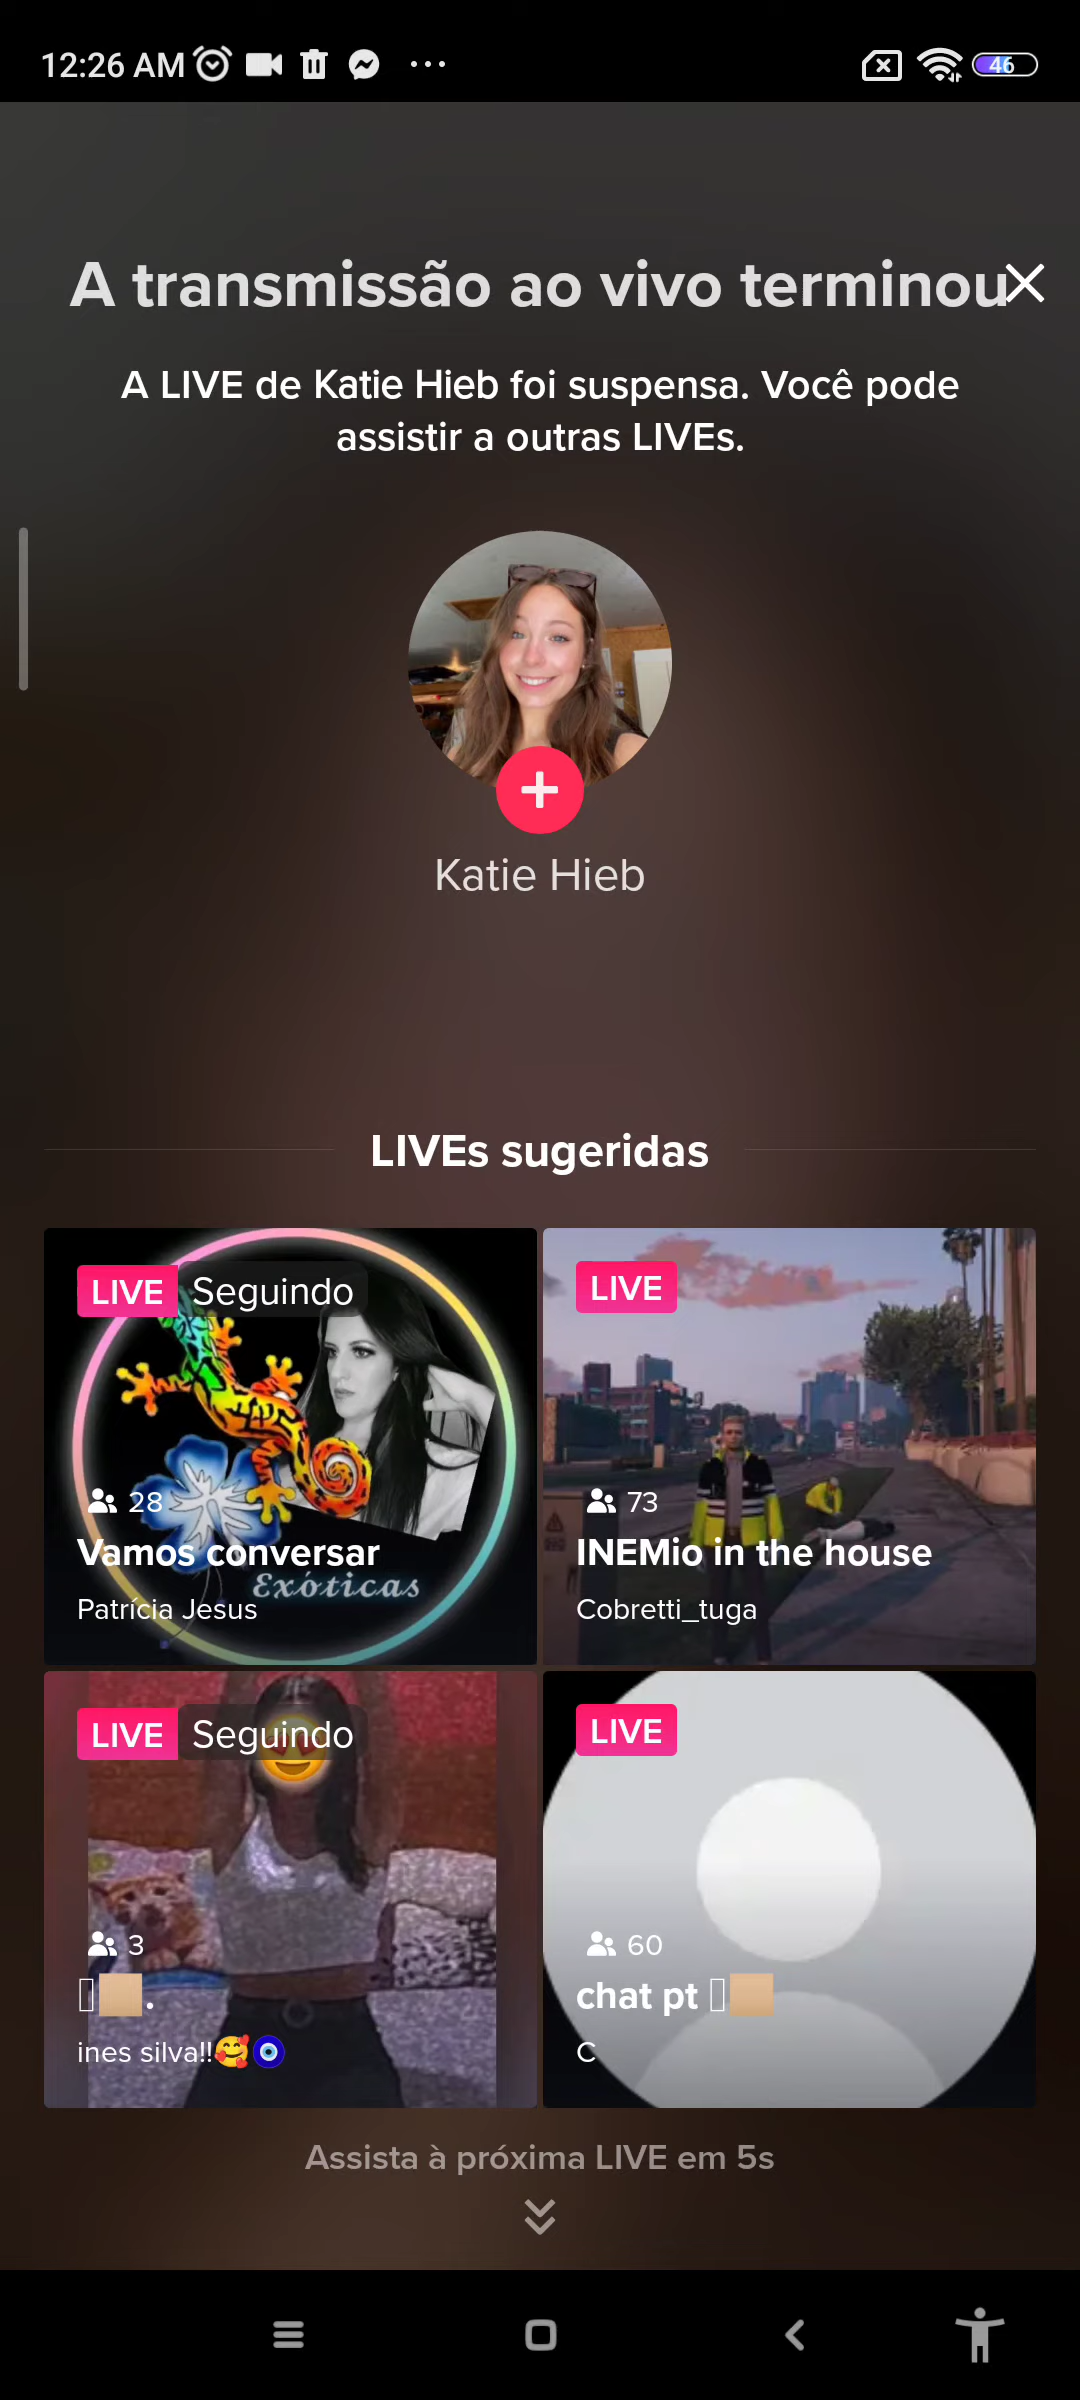 12:26 AM
46
A transmissão ao vivo terminou
A LIVE de Katie Hieb foi suspensa. Você pode
assistir a outras LIVEs.
Katie Hieb
LIVEs sugeridas
LIVE Seguindo
28
Vamos conversar
Exóticas
Patrícia Jesus
LIVE
73
INEMio in the house
Cobretti_tuga
LIVE Seguindo
3
.
ines silva!!🥰🧿
LIVE
60
chat pt
C
Assista à próxima LIVE em 5s